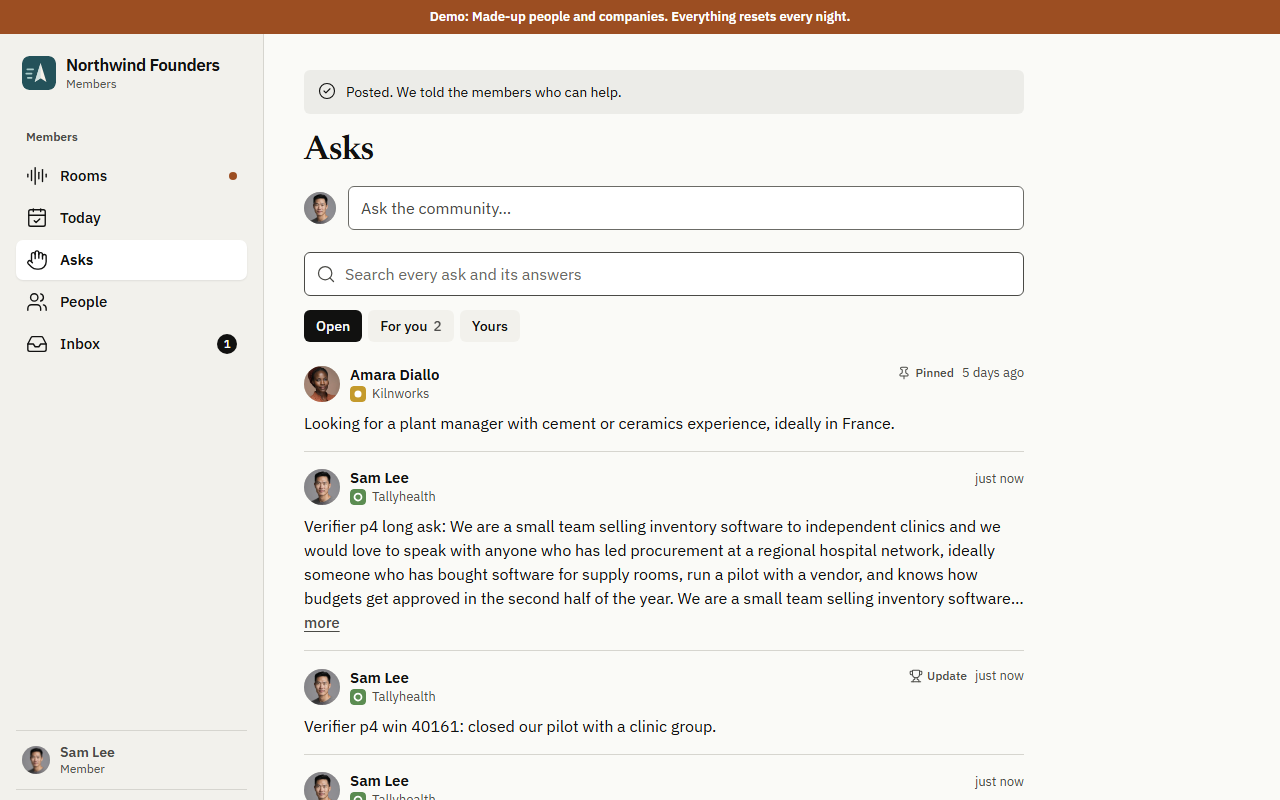 Demo: Made-up people and companies. Everything resets every night.
Northwind Founders
Members
Members
Rooms
Today
Asks
People
Inbox 1
Sam Lee
Member
Posted. We told the members who can help.
Asks
Ask the community...
Search every ask and its answers
Open For you 2 Yours
Amara Diallo
Kilnworks
Pinned 5 days ago
Looking for a plant manager with cement or ceramics experience, ideally in France.
Sam Lee
Tallyhealth
just now
Verifier p4 long ask: We are a small team selling inventory software to independent clinics and we
would love to speak with anyone who has led procurement at a regional hospital network, ideally
someone who has bought software for supply rooms, run a pilot with a vendor, and knows how
budgets get approved in the second half of the year. We are a small team selling inventory software...
more
Sam Lee
Tallyhealth
Update just now
Verifier p4 win 40161: closed our pilot with a clinic group.
Sam Lee
Tallyhealth
just now